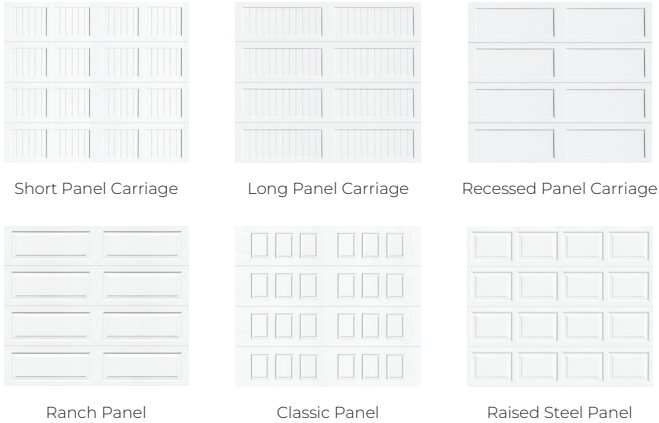 Short Panel Carriage
Long Panel Carriage
Recessed Panel Carriage
Ranch Panel
Classic Panel
Raised Steel Panel